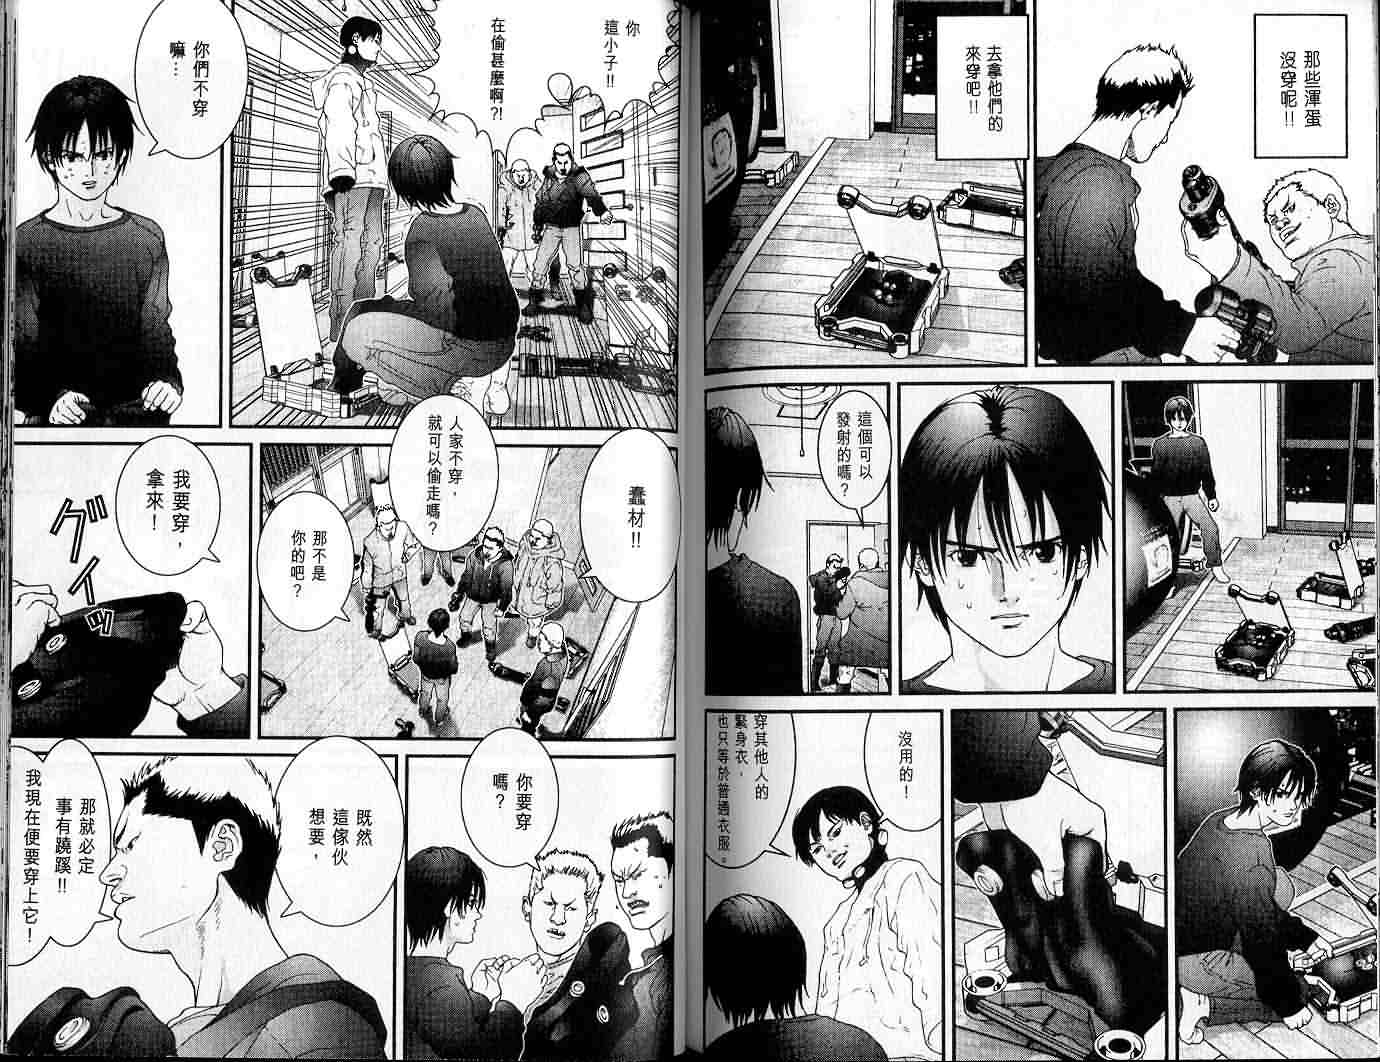 那些渾蛋
沒穿呢!!
去拿他們的
來穿吧!!
這個可以
發射的嗎?
沒用的!
穿其他人的
緊身衣,
也只等於普通衣服。
你
這小子!!
在偷甚麼啊?!
你們不穿
嘛…
蠢材!!
人家不穿,
就可以偷走嗎?
那不是
你的吧?
我要穿,
拿來!
グイッ
你要穿
嗎?
既然
這傢伙
想要,
那就必定
事有蹺蹊!!
我現在便要穿上它!